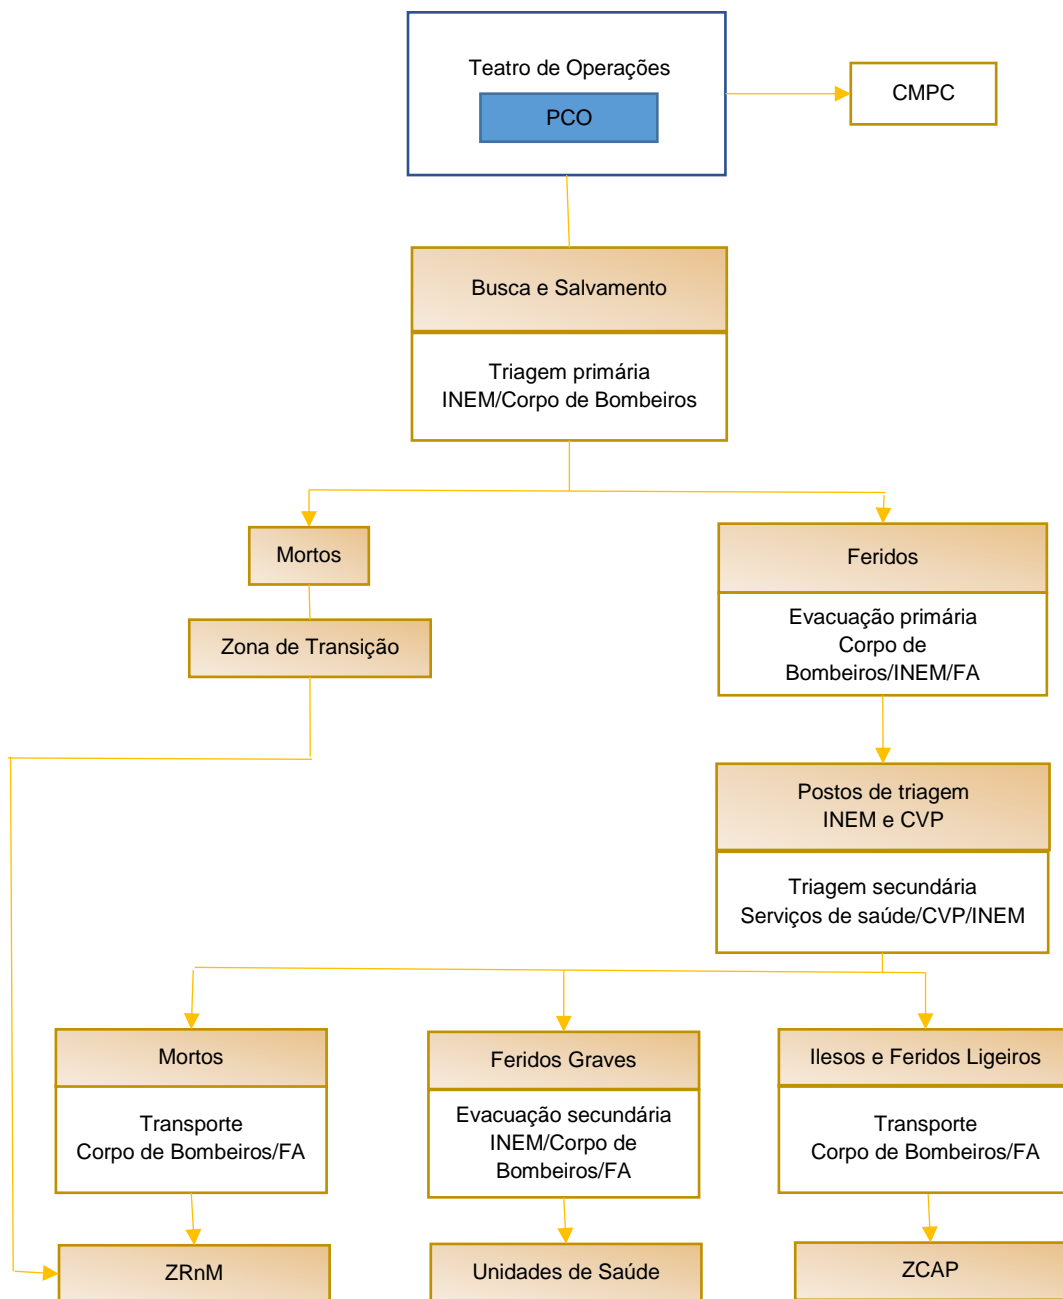 Teatro de Operações
PCO
CMPC
Busca e Salvamento
Triagem primária
INEM/Corpo de Bombeiros
Mortos
Zona de Transição
Feridos
Evacuação primária
Corpo de
Bombeiros/INEM/FA
Postos de triagem
INEM e CVP
Triagem secundária
Serviços de saúde/CVP/INEM
Mortos
Transporte
Corpo de Bombeiros/FA
Feridos Graves
Evacuação secundária
INEM/Corpo de
Bombeiros/FA
Ilesos e Feridos Ligeiros
Transporte
Corpo de Bombeiros/FA
ZRnM
Unidades de Saúde
ZCAP